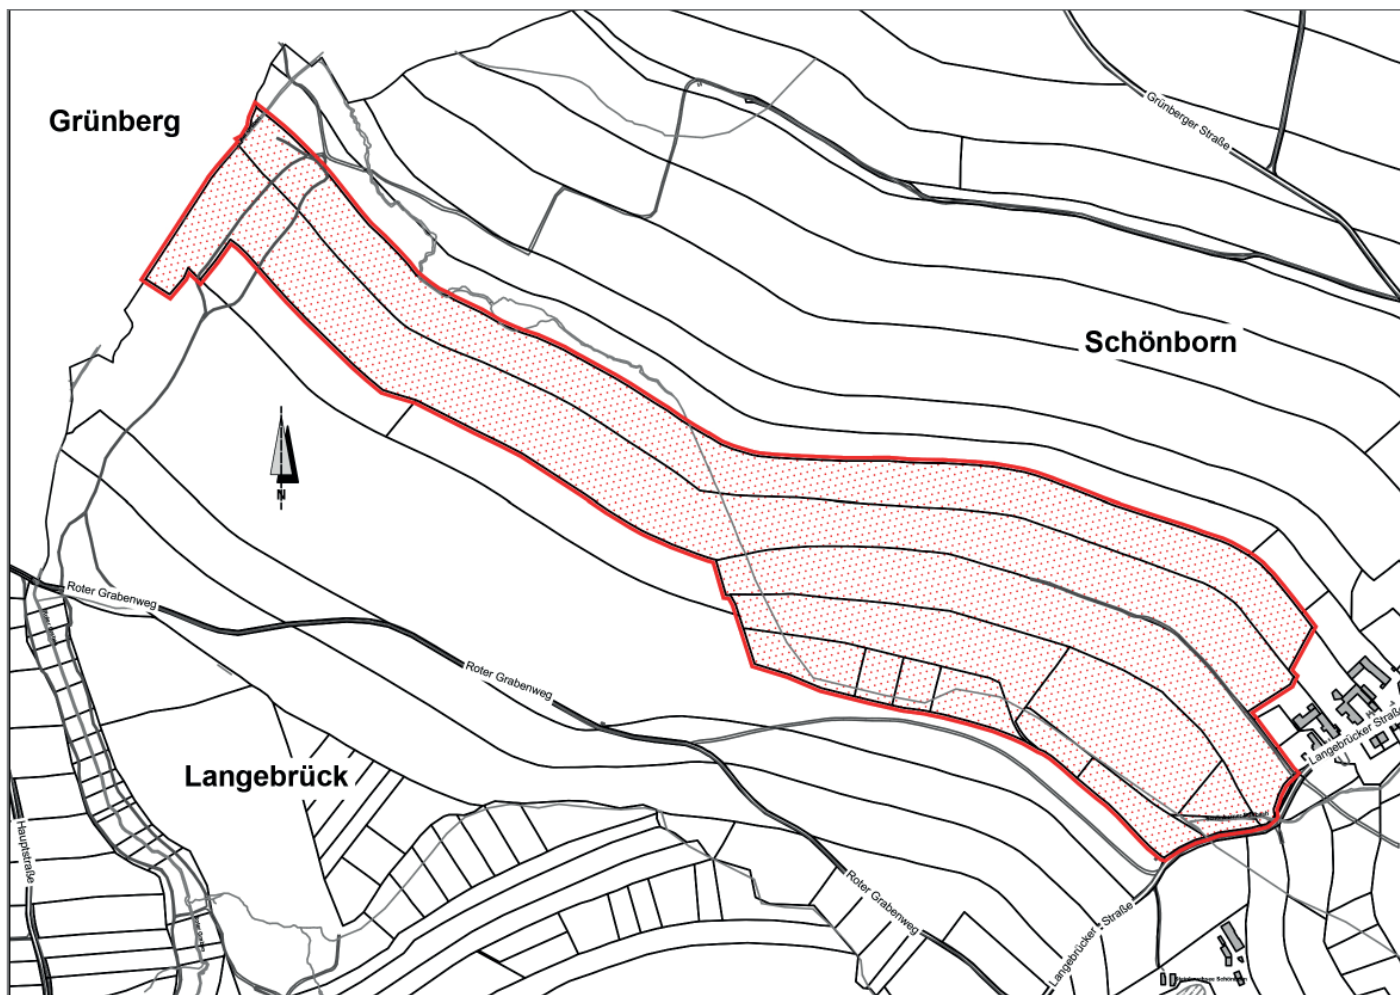 Grünberg
Grünberger Straße
Schönborn
N
Roter Grabenweg
Roter Grabenweg
Langebrücker Straße
Langebrück
Hauptstraße
Roter Grabenweg
Langebrücker Straße